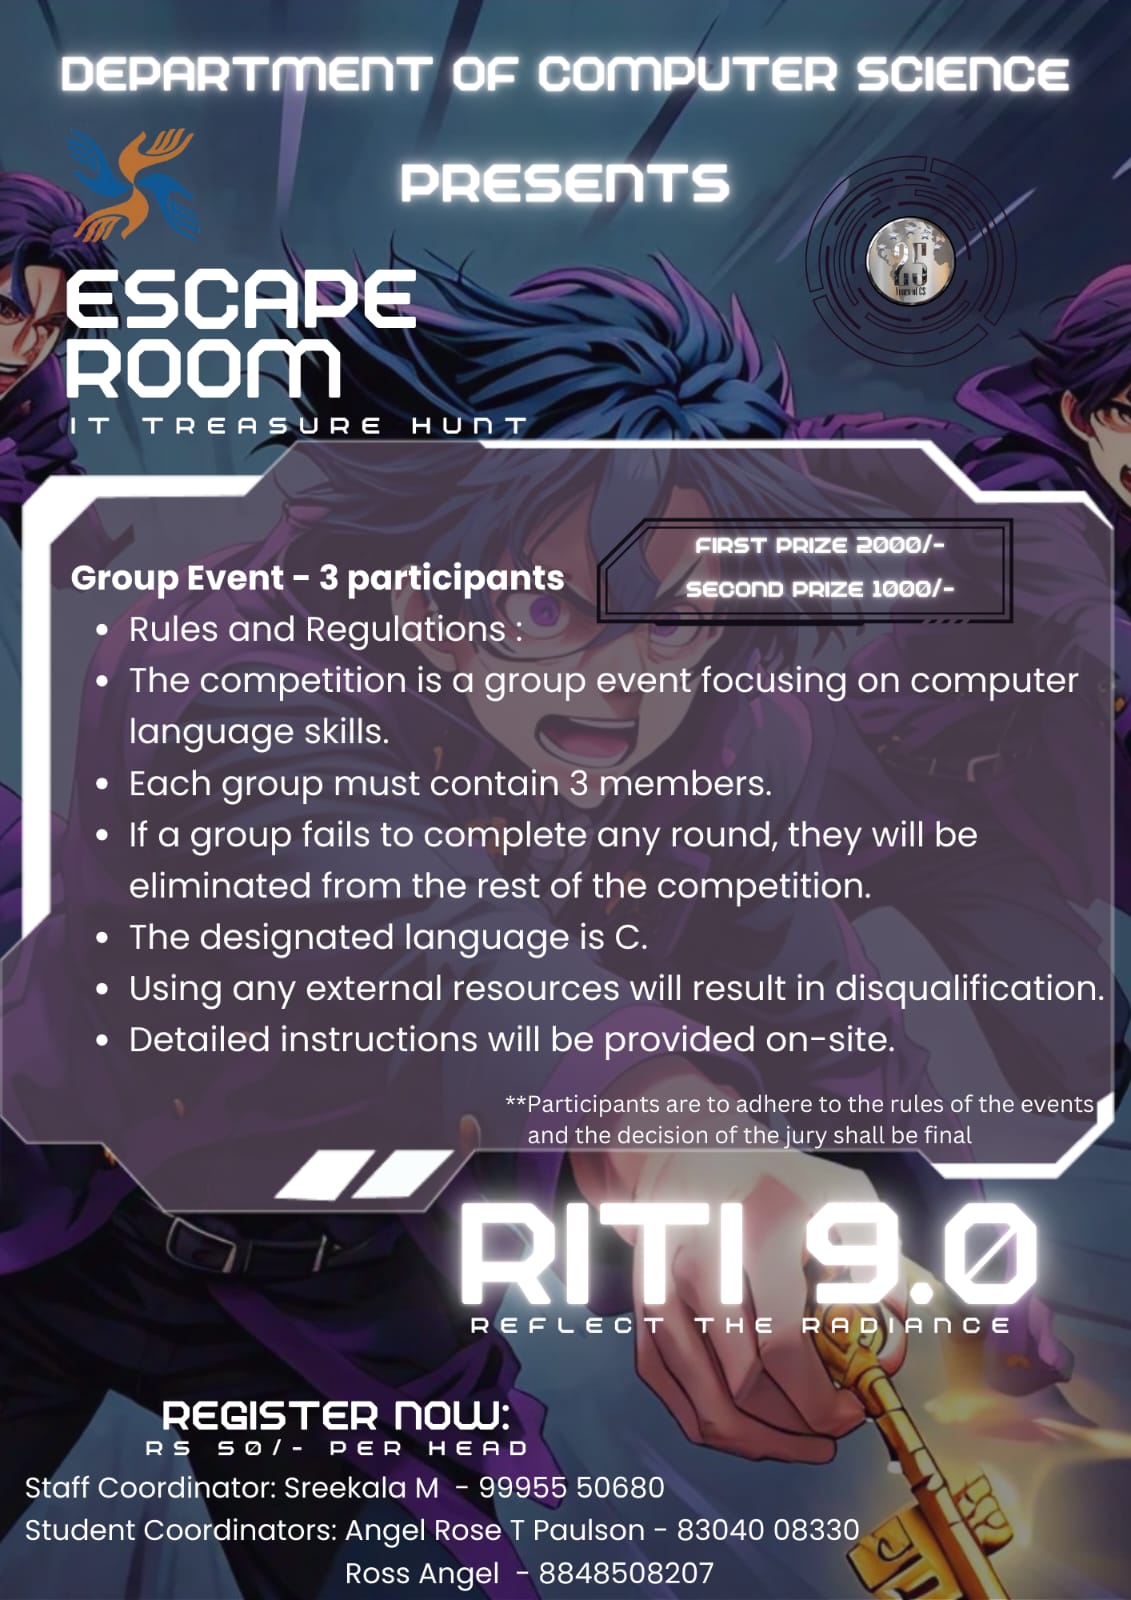 DEPARTMENT OF COMPUTER SCIENCE
PRESENTS
25
Years of CS
ESCAPE
ROOM
IT TREASURE HUNT
FIRST PRIZE 2000/-
SECOND PRIZE 1000/-
Group Event - 3 participants
• Rules and Regulations :
• The competition is a group event focusing on computer
language skills.
• Each group must contain 3 members.
• If a group fails to complete any round, they will be
eliminated from the rest of the competition.
• The designated language is C.
• Using any external resources will result in disqualification.
• Detailed instructions will be provided on-site.
**Participants are to adhere to the rules of the events
and the decision of the jury shall be final
RITI 9.0
REFLECT THE RADIANCE
REGISTER NOW:
RS 50/- PER HEAD
Staff Coordinator: Sreekala M - 99955 50680
Student Coordinators: Angel Rose T Paulson - 83040 08330
Ross Angel - 8848508207